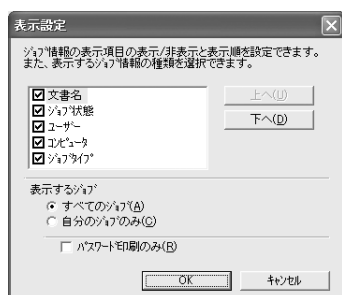 表示設定
ｼﾞｮﾌﾞ情報の表示項目の表示/非表示と表示順を設定できます。
また、表示するｼﾞｮﾌﾞ情報の種類を選択できます。
文書名
ｼﾞｮﾌﾞ状態
ﾕｰｻﾞｰ
ｺﾝﾋﾟｭｰﾀ
ｼﾞｮﾌﾞﾀｲﾌﾟ
上へ(U)
下へ(D)
表示するｼﾞｮﾌﾞ
すべてのｼﾞｮﾌﾞ(A)
自分のｼﾞｮﾌﾞのみ(C)
ﾊﾟｽﾜｰﾄﾞ印刷のみ(R)
OK
ｷｬﾝｾﾙ